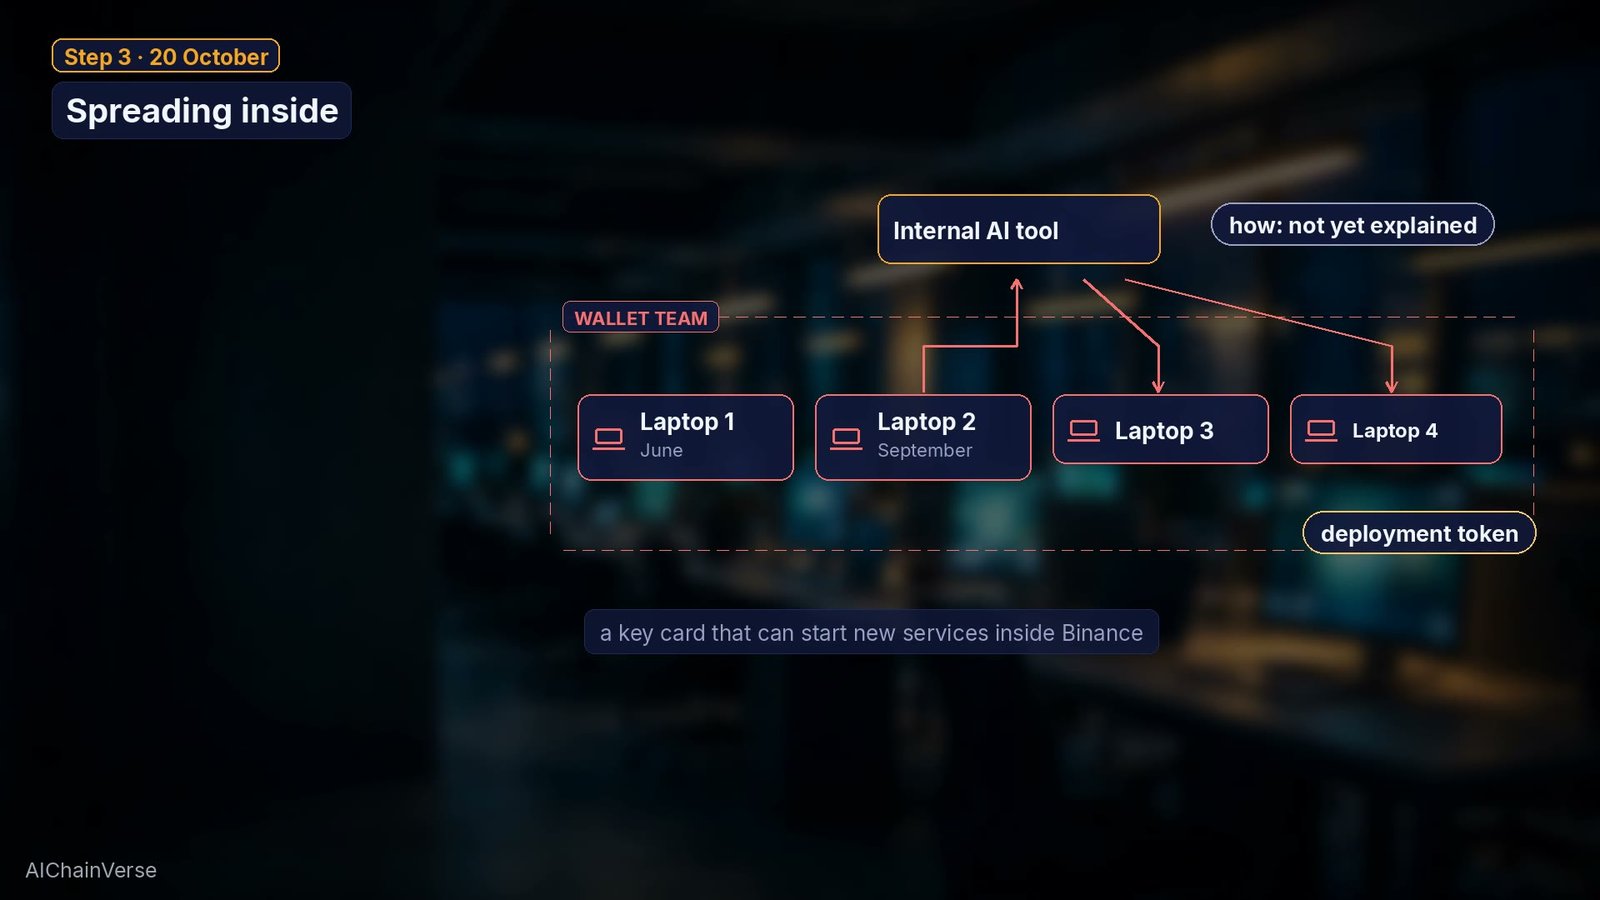 Step 3 · 20 October
Spreading inside
Internal AI tool
how: not yet explained
WALLET TEAM
Laptop 1
June
Laptop 2
September
Laptop 3
Laptop 4
deployment token
a key card that can start new services inside Binance
AIChainVerse